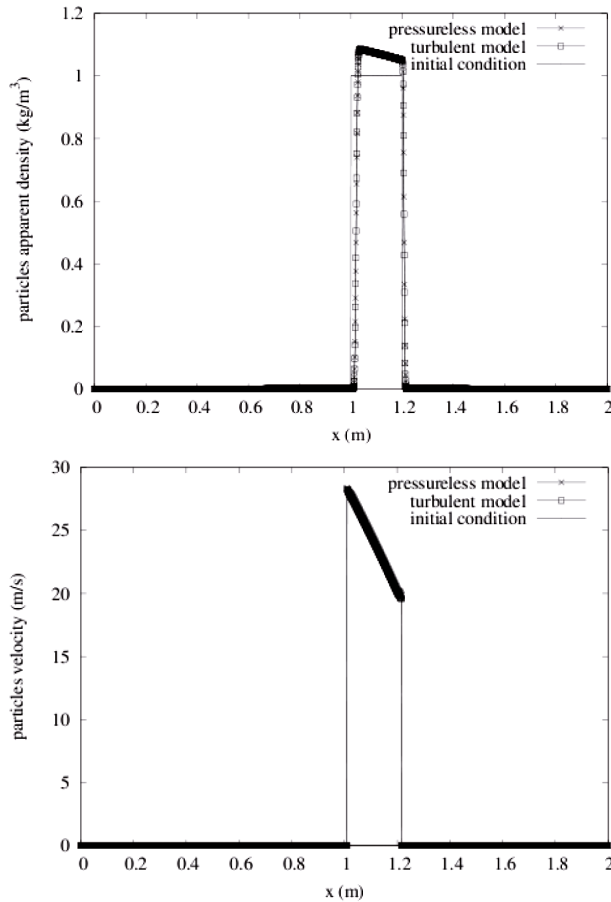 1.2
pressureless model
turbulent model
initial condition
1
0.8
0.6
0.4
0.2
0
particles apparent density (kg/m³)
0 0.2 0.4 0.6 0.8 1 1.2 1.4 1.6 1.8 2
x (m)
30
pressureless model
turbulent model
initial condition
25
20
15
10
5
0
particles velocity (m/s)
0 0.2 0.4 0.6 0.8 1 1.2 1.4 1.6 1.8 2
x (m)